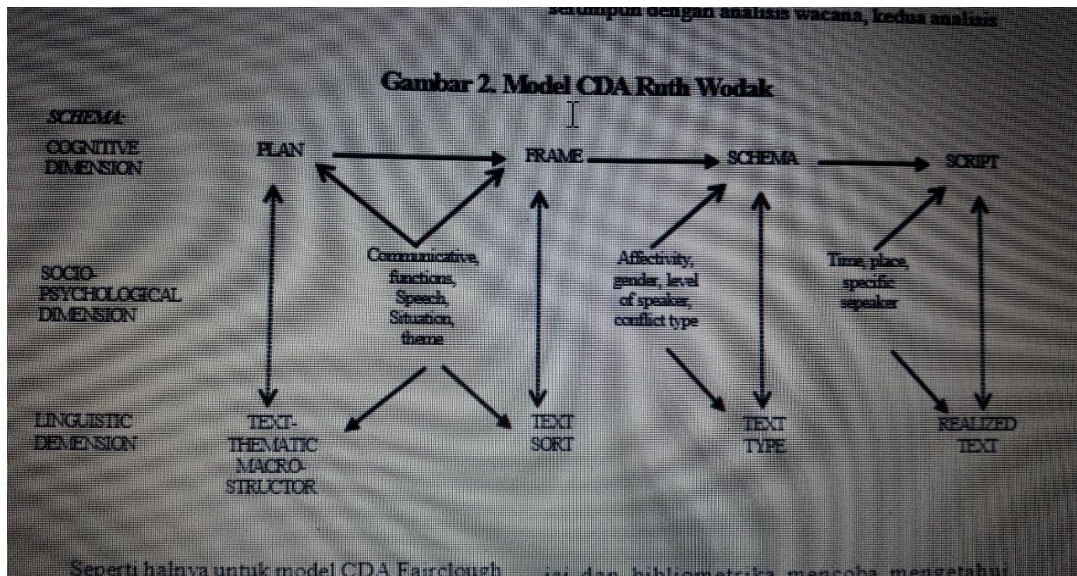 serumpun dengan analisis wacana, kedua analisis
Gambar 2. Model CDA Ruth Wodak
SCHEMA:
COGNITIVE
DIMENSION
PLAN
FRAME
SCHEMA
SCRIPT
SOCIO-
PSYCHOLOGICAL
DIMENSION
Communicative,
functions,
Speech,
Situation,
theme
Affectivity,
gender, level
of speaker,
conflict type
Time, place,
specific
sepeaker
LINGUISTIC
DEMENSION
TEXT-
THEMATIC
MACRO-
STRUCTOR
TEXT
SORT
TEXT
TYPE
REALIZED
TEXT
Seperti halnya untuk model CDA Fairclough
ini dan bibliometrika mencoba mengetahui